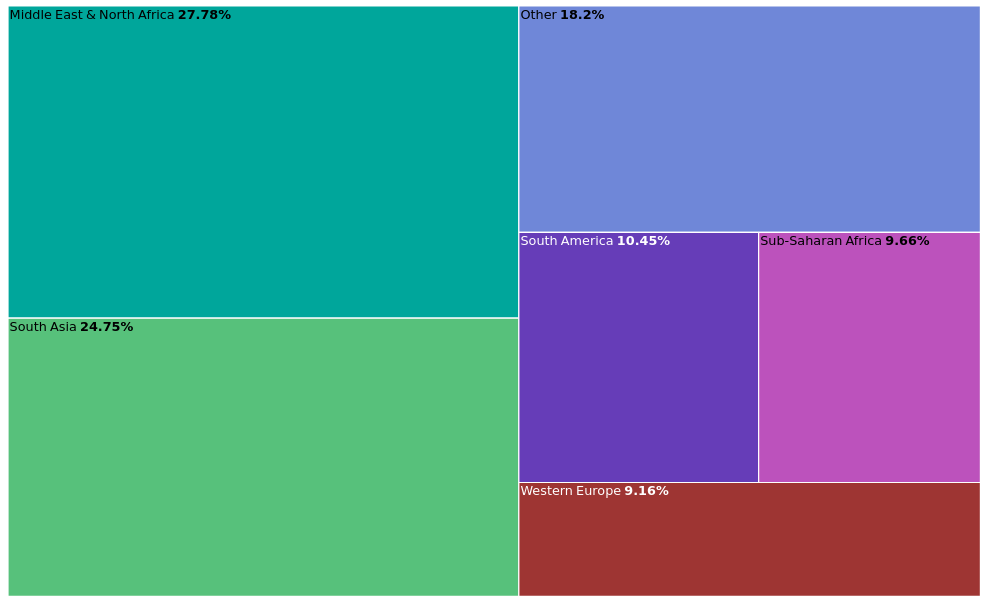 Middle East & North Africa 27.78%
Other 18.2%
South America 10.45%
Sub-Saharan Africa 9.66%
South Asia 24.75%
Western Europe 9.16%